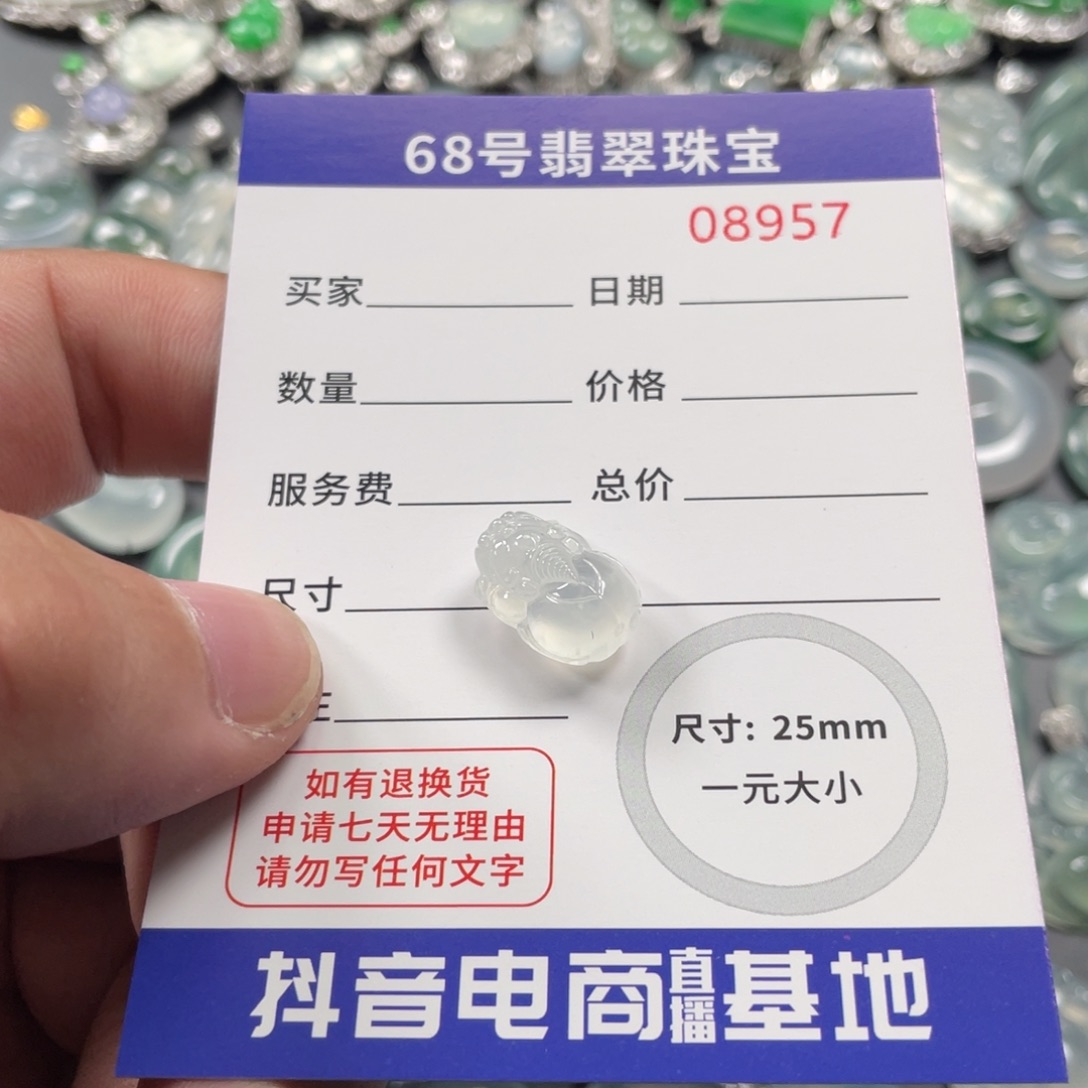 68号翡翠珠宝
08957
买家 日期
数量 价格
服务费 总价
尺寸
尺寸: 25mm
一元大小
如有退换货
申请七天无理由
请勿写任何文字
抖音电商直播基地